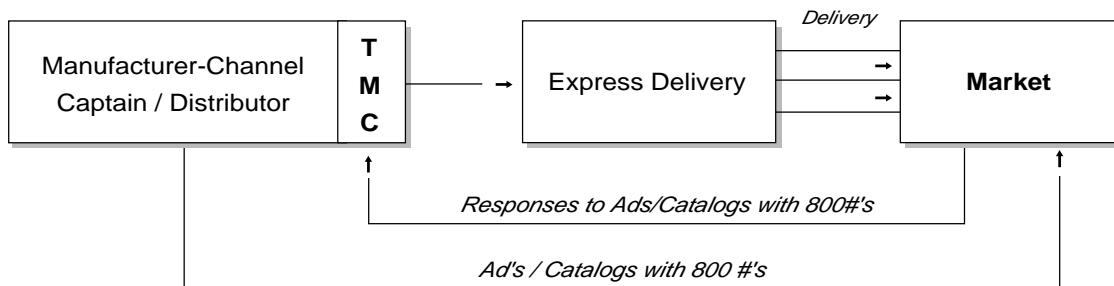 Delivery
Manufacturer-Channel
Captain / Distributor
T
M
C
Express Delivery
Market
Responses to Ads/Catalogs with 800#'s
Ad's / Catalogs with 800 #'s